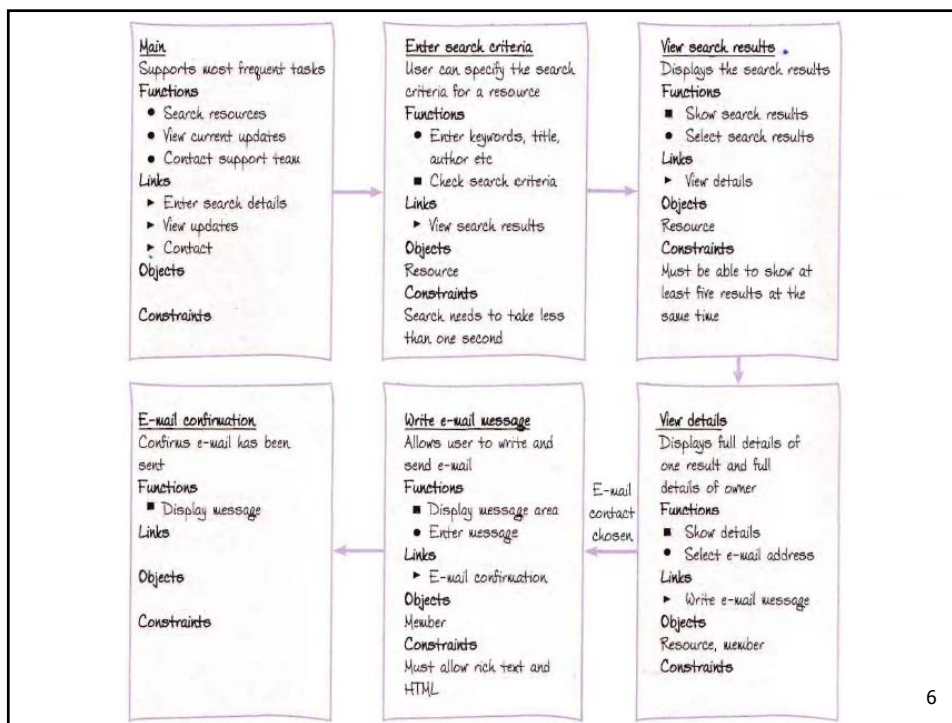 Main
Supports most frequent tasks
Functions
● Search resources
● View current updates
● Contact support team
Links
► Enter search details
► View updates
► Contact
Objects
Constraints
Enter search criteria
User can specify the search
criteria for a resource
Functions
● Enter keywords, title,
author etc
■ Check search criteria
Links
► View search results
Objects
Resource
Constraints
Search needs to take less
than one second
View search results
Displays the search results
Functions
■ Show search results
● Select search results
Links
► View details
Objects
Resource
Constraints
Must be able to show at
least five results at the
same time
View details
Displays full details of
one result and full
details of owner
Functions
■ Show details
● Select e-mail address
Links
► Write e-mail message
Objects
Resource, member
Constraints
E-mail
contact
chosen
Write e-mail message
Allows user to write and
send e-mail
Functions
■ Display message area
● Enter message
Links
► E-mail confirmation
Objects
Member
Constraints
Must allow rich text and
HTML
E-mail confirmation
Confirms e-mail has been
sent
Functions
■ Display message
Links
Objects
Constraints
6